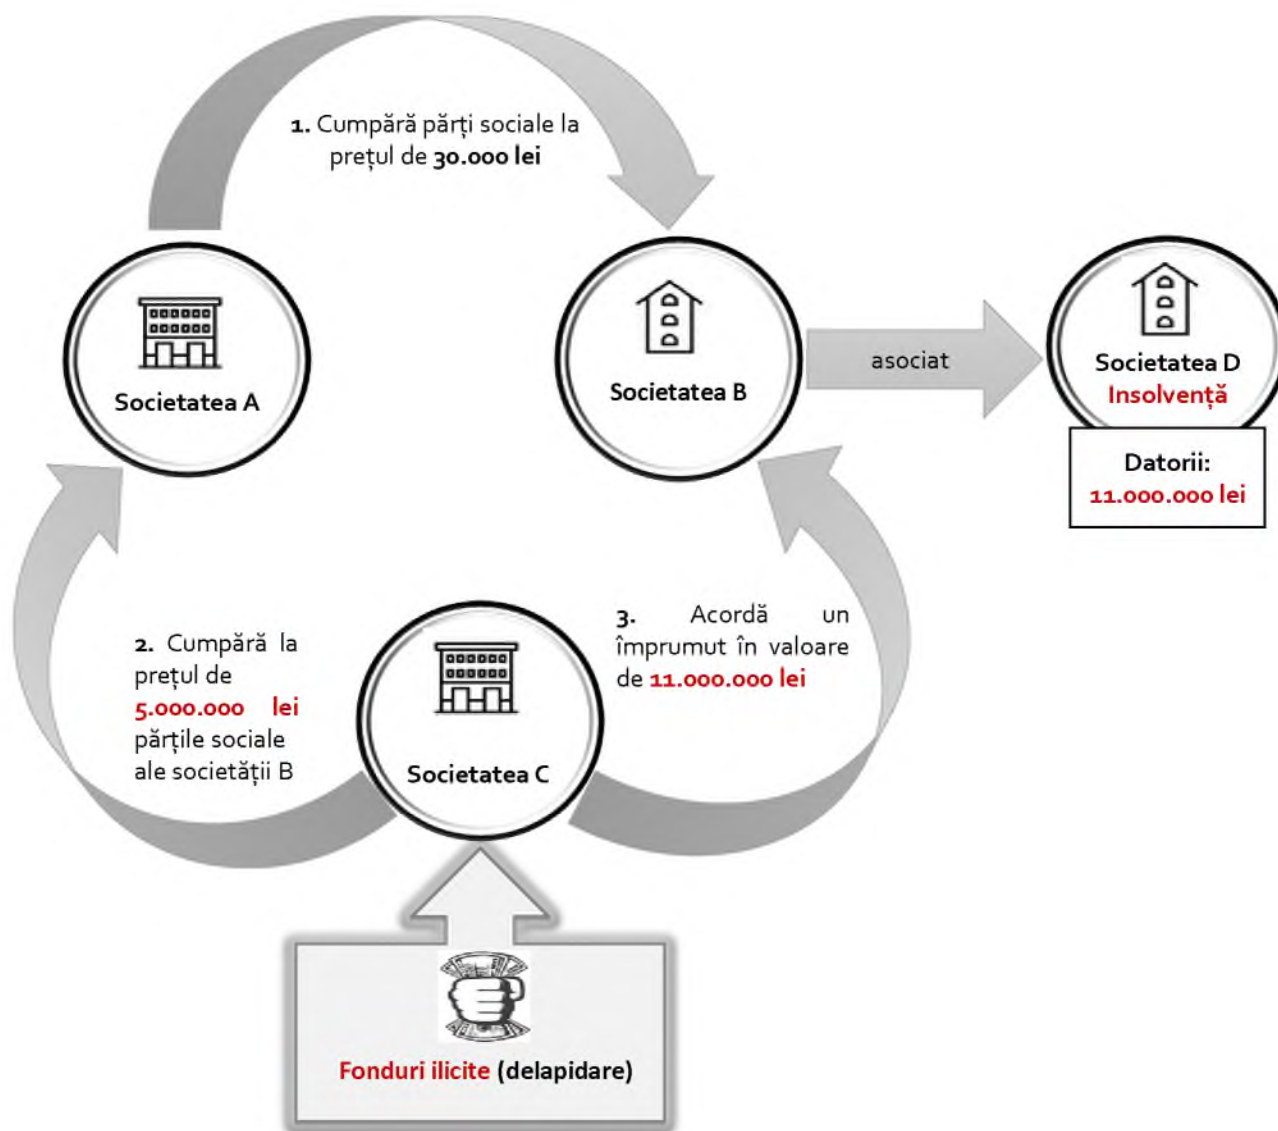 1. Cumpără părți sociale la
prețul de 30.000 lei
Societatea A
Societatea B
asociat
Societatea D
Insolvență
Datorii:
11.000.000 lei
2. Cumpără la
prețul de
5.000.000 lei
părțile sociale
ale societății B
3. Acordă un
împrumut în valoare
de 11.000.000 lei
Societatea C
Fonduri ilicite (delapidare)